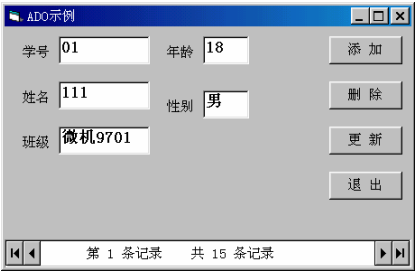 ADO示例
学号 01 年龄 18 添 加
姓名 111 性别 男 删 除
班级 微机9701 更 新
退 出
第 1 条记录 共 15 条记录